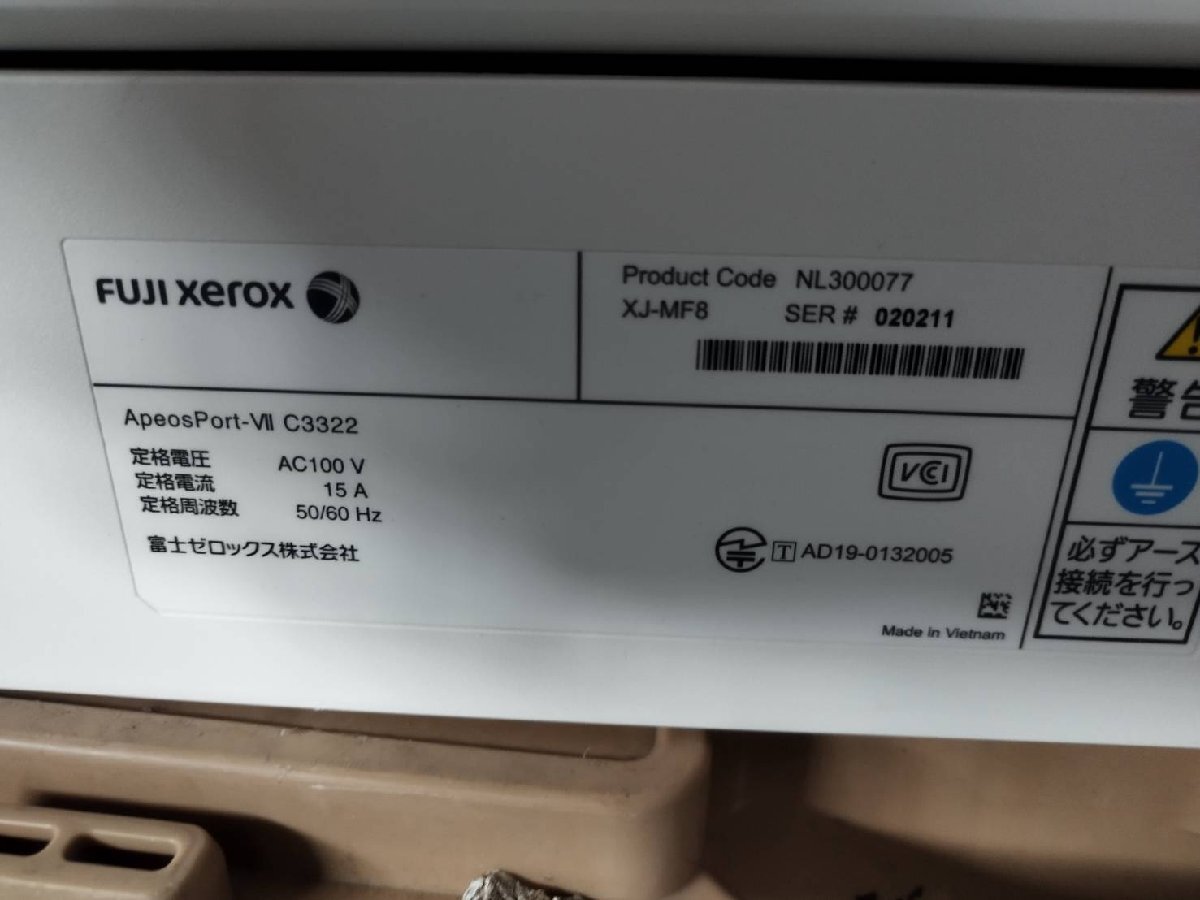 FUJI xerox
Product Code NL300077
XJ-MF8 SER # 020211
ApeosPort-Ⅶ C3322
定格電圧 AC100 V
定格電流 15 A
定格周波数 50/60 Hz
富士ゼロックス株式会社
VCI
T AD19-0132005
Made in Vietnam
警告
必ずアース
接続を行っ
てください。